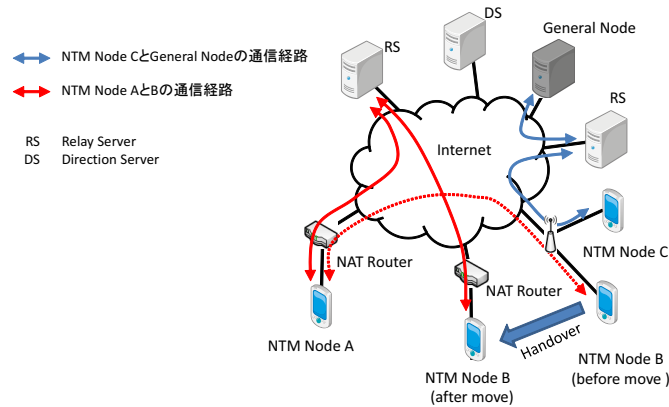 DS
RS
General Node
NTM Node CとGeneral Nodeの通信経路
NTM Node AとBの通信経路
RS
RS Relay Server
DS Direction Server
Internet
NAT Router
NTM Node C
NAT Router
NTM Node A
Handover
NTM Node B
(after move)
NTM Node B
(before move )